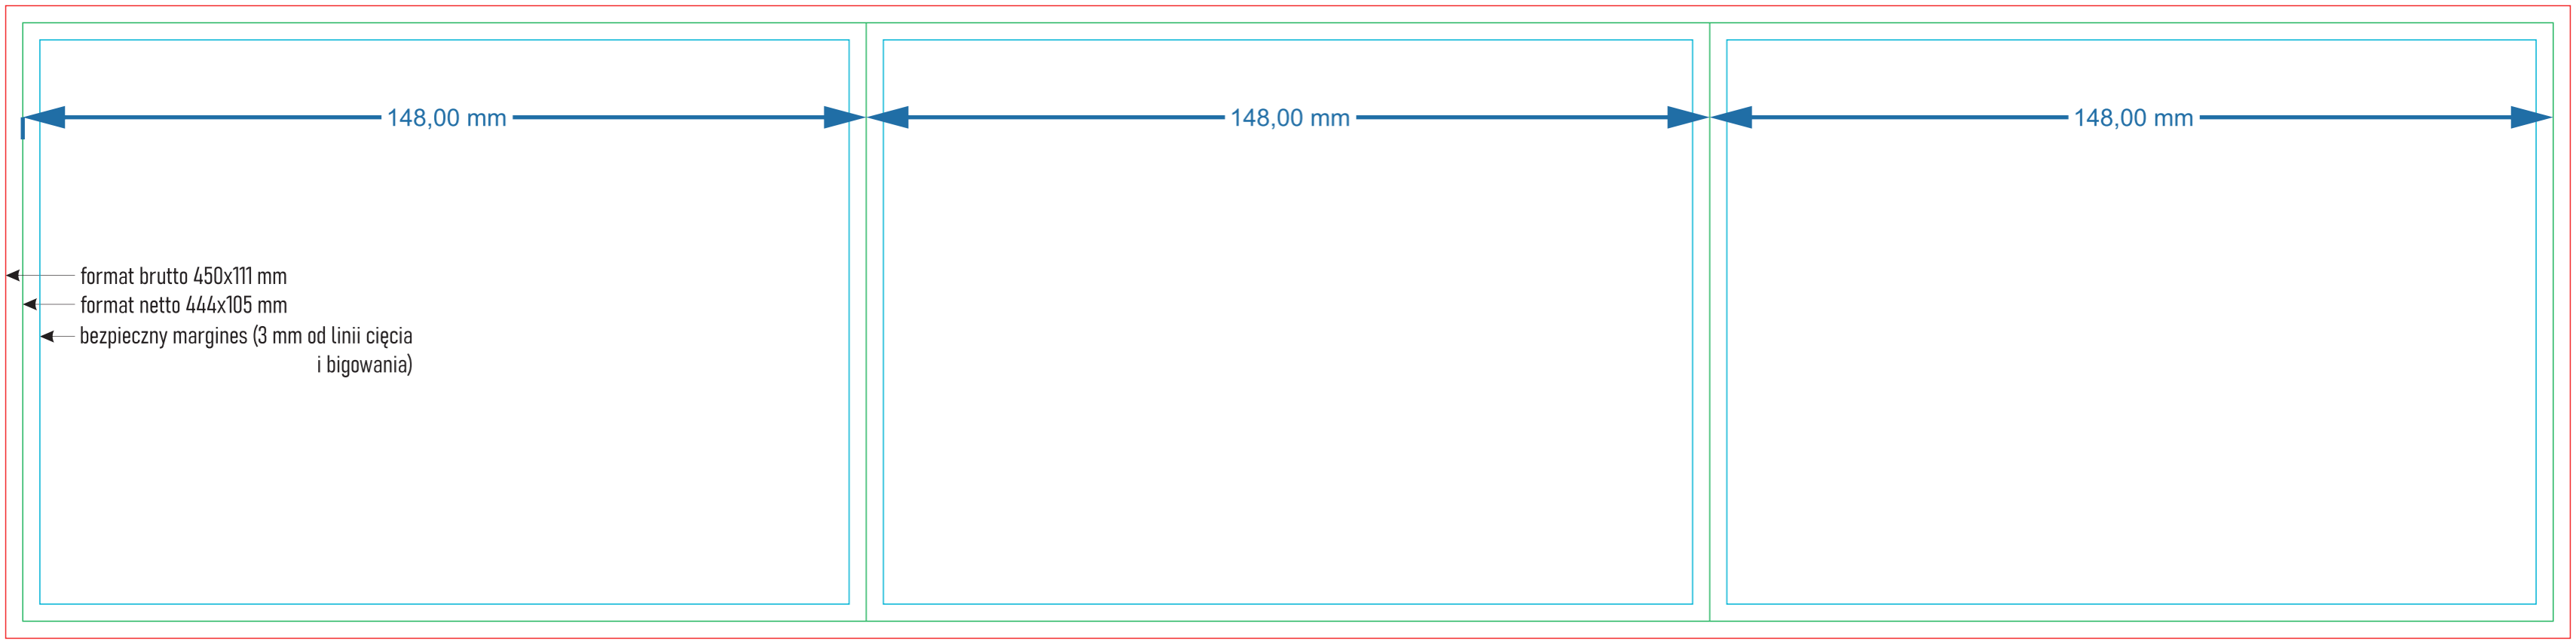 148,00 mm
148,00 mm
148,00 mm
format brutto 450x111 mm
format netto 444x105 mm
bezpieczny margines (3 mm od linii cięcia
i bigowania)